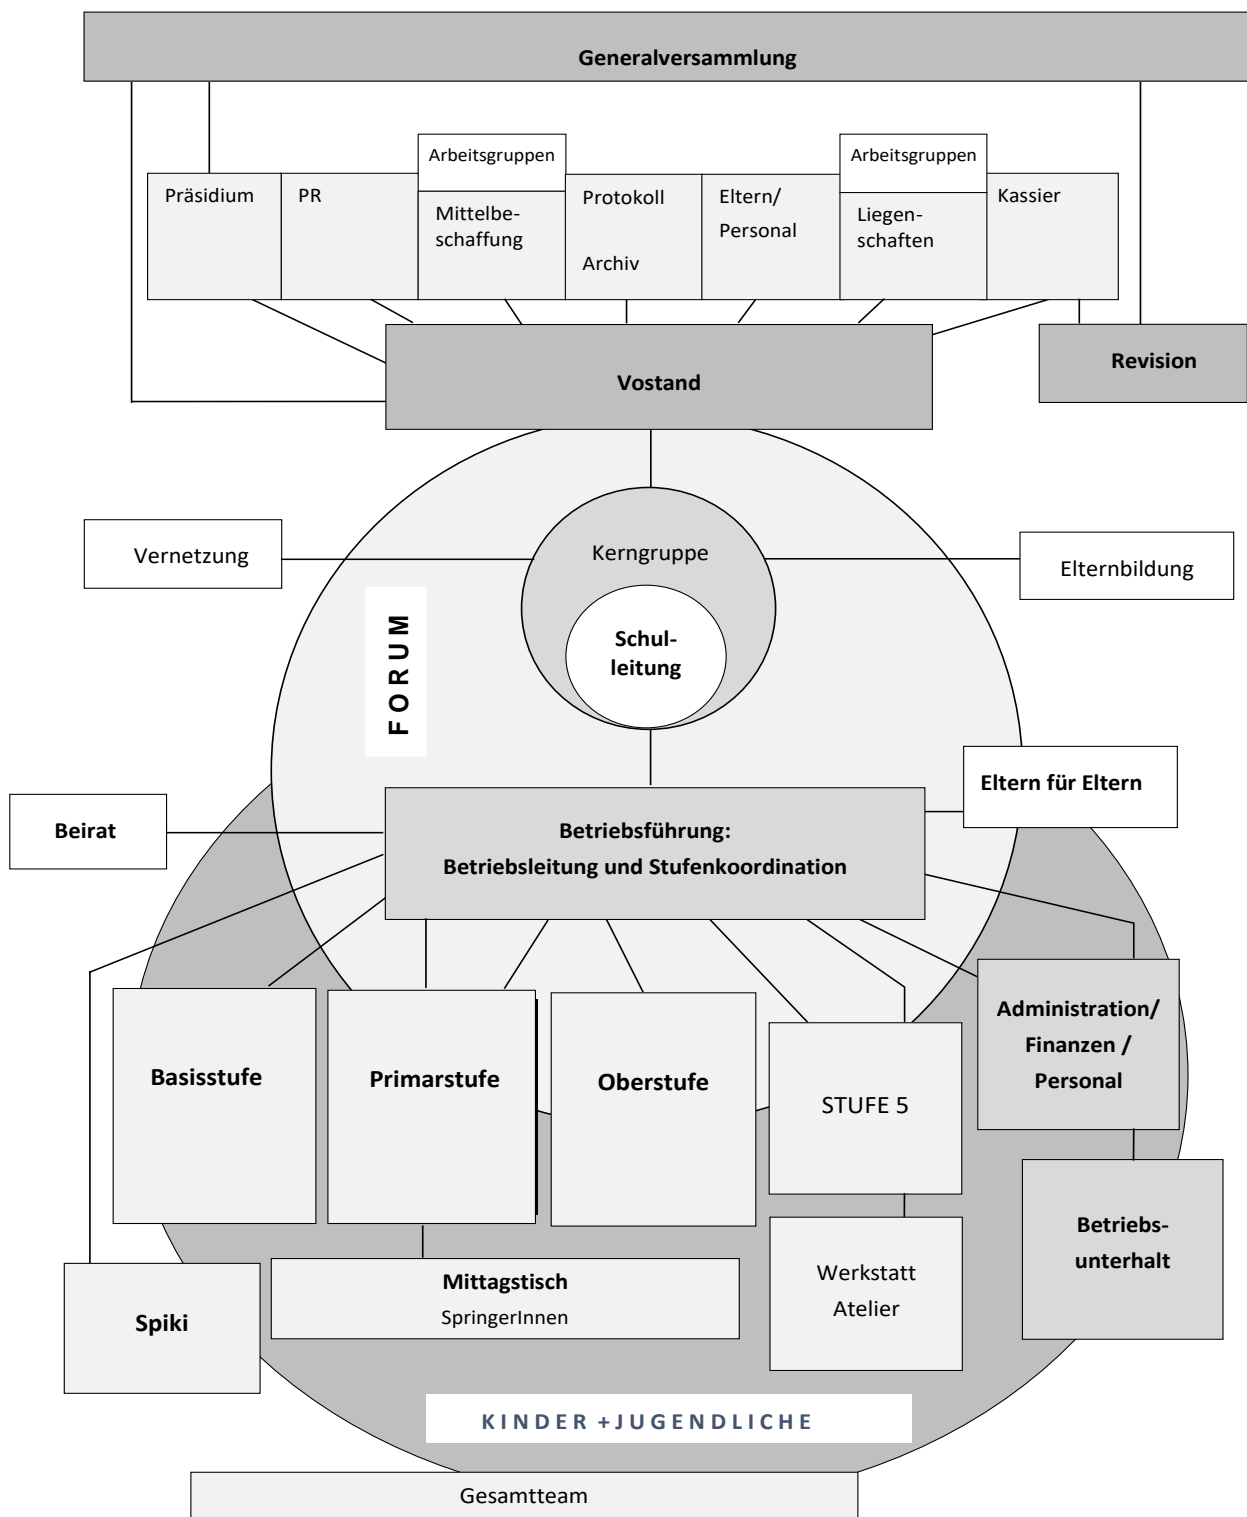 Generalversammlung
Arbeitsgruppen
Arbeitsgruppen
Präsidium
PR
Mittelbe-
schaffung
Protokoll
Archiv
Eltern/
Personal
Liegen-
schaften
Kassier
Vostand
Revision
Vernetzung
Kerngruppe
Elternbildung
Schul-
leitung
FORUM
Eltern für Eltern
Beirat
Betriebsführung:
Betriebsleitung und Stufenkoordination
Basisstufe
Primarstufe
Oberstufe
STUFE 5
Administration/
Finanzen /
Personal
Betriebs-
unterhalt
Spiki
Mittagstisch
SpringerInnen
Werkstatt
Atelier
KINDER +JUGENDLICHE
Gesamtteam